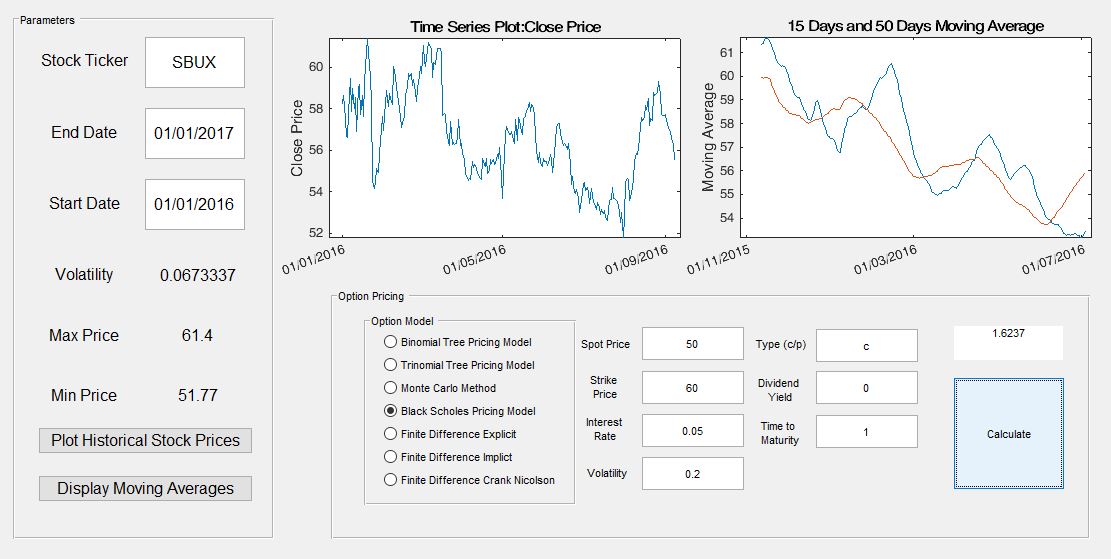 Parameters
Stock Ticker SBUX
End Date 01/01/2017
Start Date 01/01/2016
Volatility 0.0673337
Max Price 61.4
Min Price 51.77
Plot Historical Stock Prices
Display Moving Averages
Time Series Plot:Close Price
Close Price
60
58
56
54
52
01/01/2016 01/05/2016 01/09/2016
15 Days and 50 Days Moving Average
Moving Average
61
60
59
58
57
56
55
54
01/11/2015 01/03/2016 01/07/2016
Option Pricing
Option Model
Binomial Tree Pricing Model
Trinomial Tree Pricing Model
Monte Carlo Method
Black Scholes Pricing Model
Finite Difference Explicit
Finite Difference Implict
Finite Difference Crank Nicolson
Spot Price 50
Strike
Price 60
Interest
Rate 0.05
Volatility 0.2
Type (c/p) c
Dividend
Yield 0
Time to
Maturity 1
1.6237
Calculate